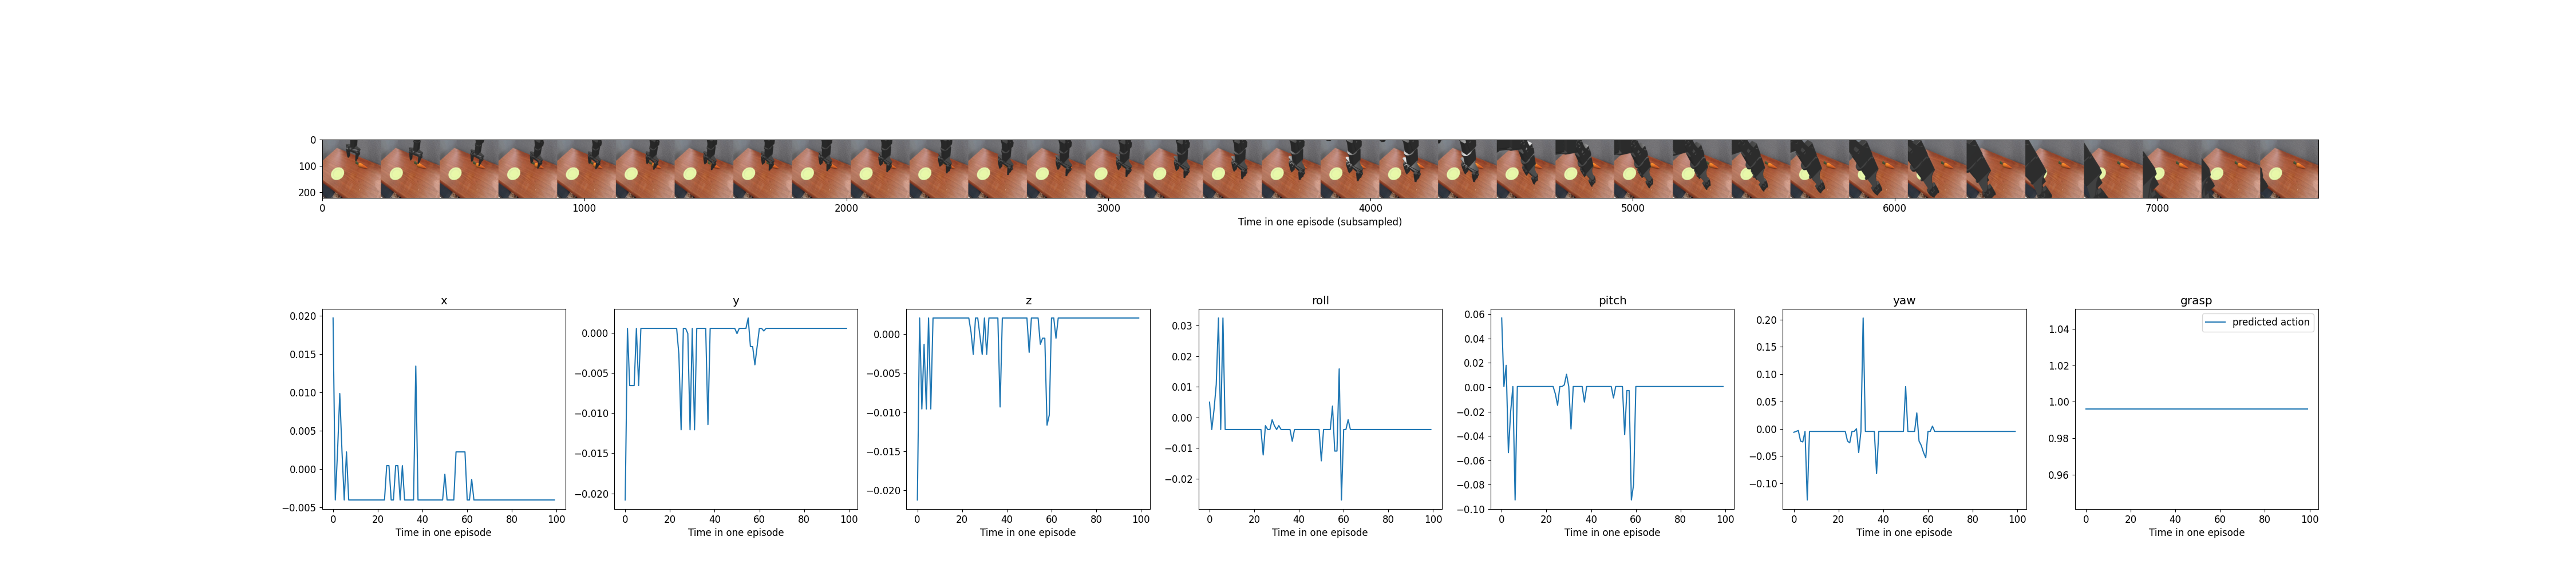 0
100
200
0 1000 2000 3000 4000 5000 6000 7000
Time in one episode (subsampled)
x y z roll pitch yaw grasp
0.020
0.015
0.010
0.005
0.000
−0.005
0 20 40 60 80 100
Time in one episode
0.000
−0.005
−0.010
−0.015
−0.020
0 20 40 60 80 100
Time in one episode
0.000
−0.005
−0.010
−0.015
−0.020
0 20 40 60 80 100
Time in one episode
0.03
0.02
0.01
0.00
−0.01
−0.02
0 20 40 60 80 100
Time in one episode
0.06
0.04
0.02
0.00
−0.02
−0.04
−0.06
−0.08
−0.10
0 20 40 60 80 100
Time in one episode
0.20
0.15
0.10
0.05
0.00
−0.05
−0.10
0 20 40 60 80 100
Time in one episode
predicted action
1.04
1.02
1.00
0.98
0.96
0 20 40 60 80 100
Time in one episode